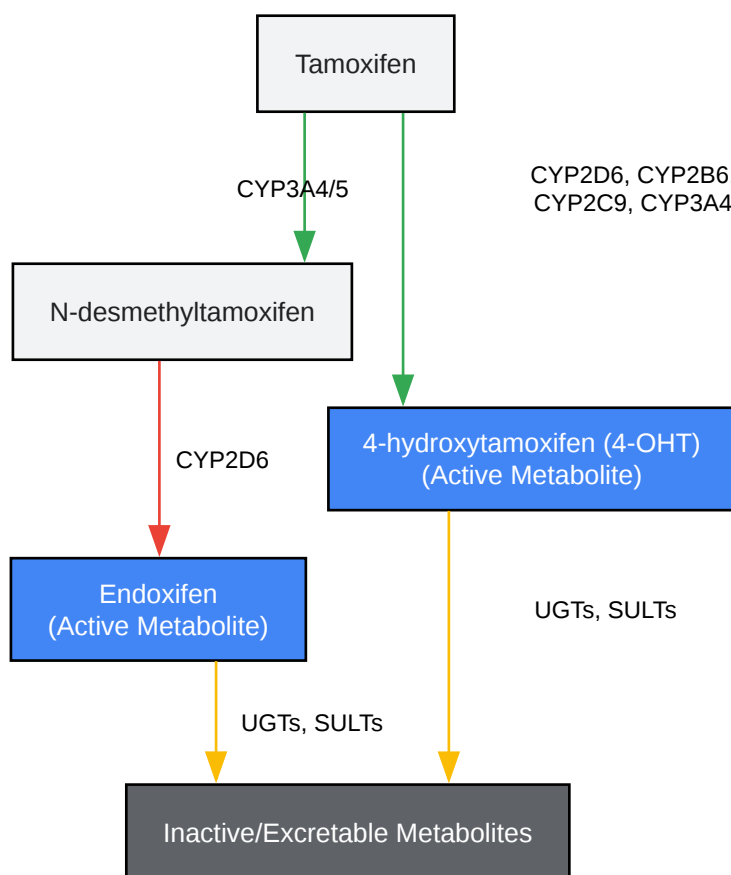 Tamoxifen
CYP3A4/5
CYP2D6, CYP2B6,
CYP2C9, CYP3A4
N-desmethyltamoxifen
4-hydroxytamoxifen (4-OHT)
(Active Metabolite)
CYP2D6
Endoxifen
(Active Metabolite)
UGTs, SULTs
UGTs, SULTs
Inactive/Excretable Metabolites